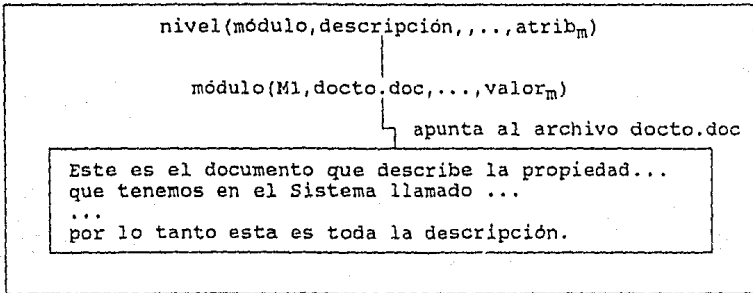 nivel(módulo,descripción,,..,atribm)
módulo(M1,docto.doc,...,valorm)
apunta al archivo docto.doc
Este es el documento que describe la propiedad...
que tenemos en el Sistema llamado ...
...
por lo tanto esta es toda la descripción.